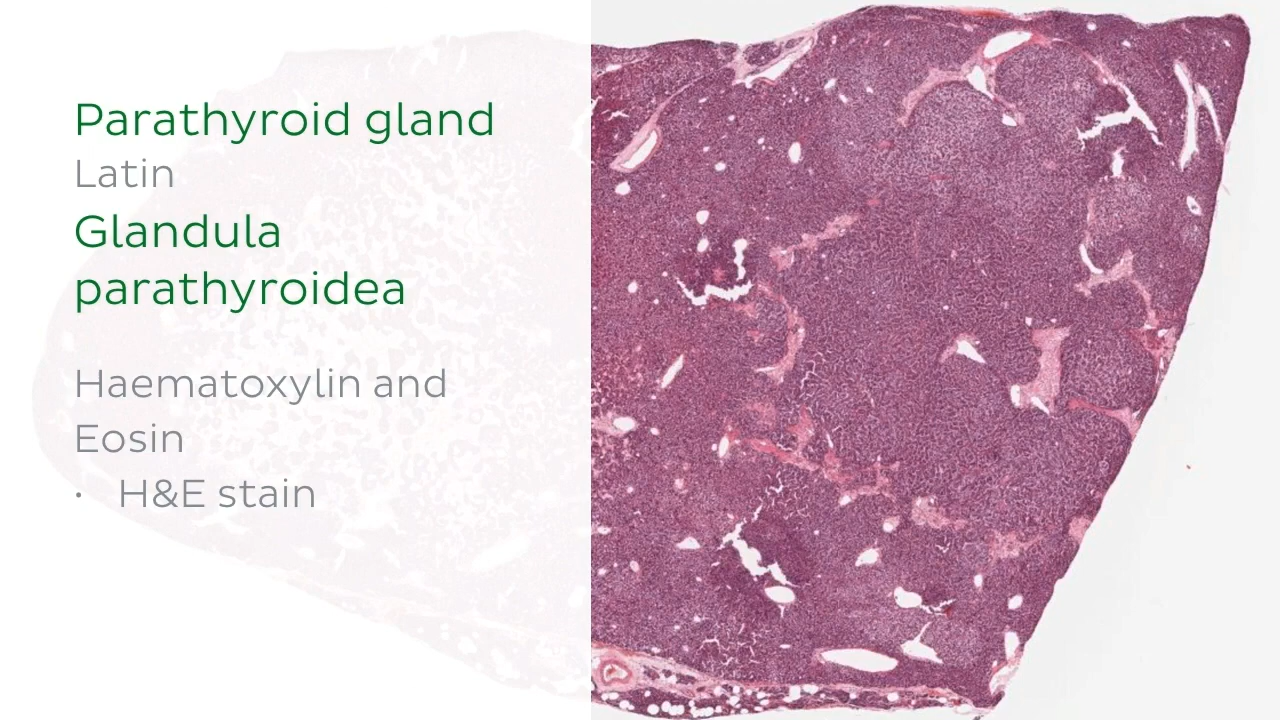 Parathyroid gland
Latin
Glandula
parathyroidea
Haematoxylin and
Eosin
• H&E stain